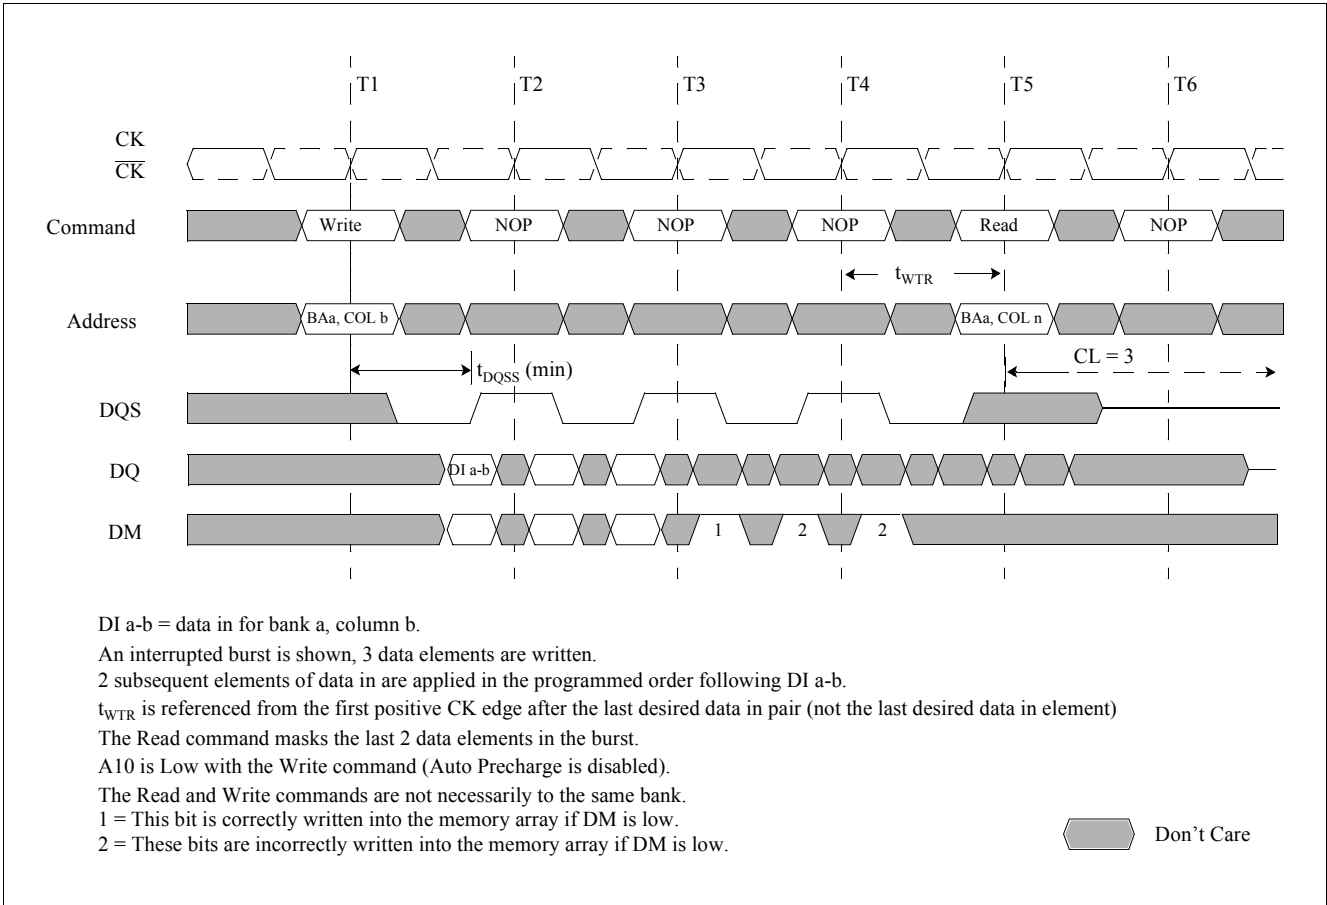 T1 T2 T3 T4 T5 T6
CK
C̅K̅
Command Write NOP NOP NOP Read NOP
tWTR
Address BAa, COL b BAa, COL n
tDQSS (min) CL = 3
DQS
DQ DI a-b
DM 1 2 2
DI a-b = data in for bank a, column b.
An interrupted burst is shown, 3 data elements are written.
2 subsequent elements of data in are applied in the programmed order following DI a-b.
tWTR is referenced from the first positive CK edge after the last desired data in pair (not the last desired data in element)
The Read command masks the last 2 data elements in the burst.
A10 is Low with the Write command (Auto Precharge is disabled).
The Read and Write commands are not necessarily to the same bank.
1 = This bit is correctly written into the memory array if DM is low.
2 = These bits are incorrectly written into the memory array if DM is low.
Don't Care